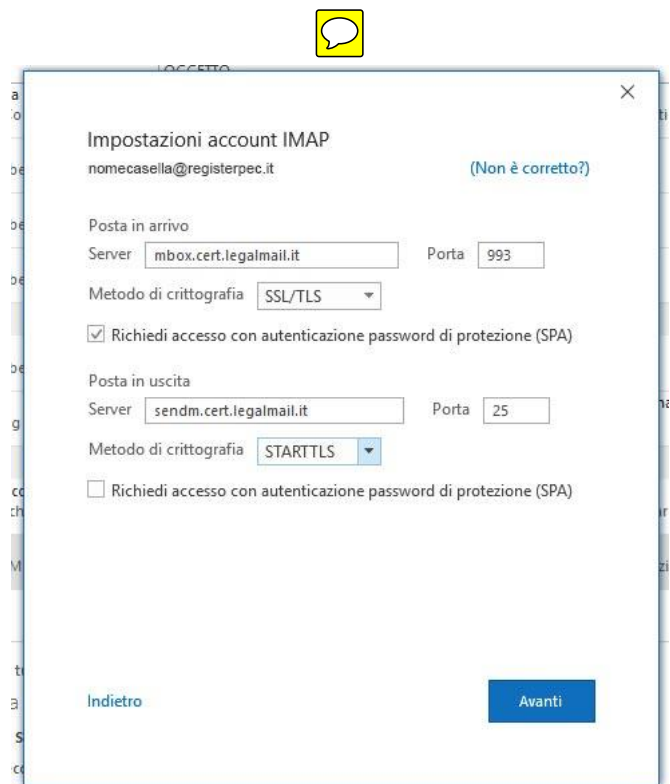 OGGETTO
Impostazioni account IMAP
nomecasella@registerpec.it (Non è corretto?)
Posta in arrivo
Server mbox.cert.legalmail.it Porta 993
Metodo di crittografia SSL/TLS
Richiedi accesso con autenticazione password di protezione (SPA)
Posta in uscita
Server sendm.cert.legalmail.it Porta 25
Metodo di crittografia STARTTLS
Richiedi accesso con autenticazione password di protezione (SPA)
Indietro Avanti